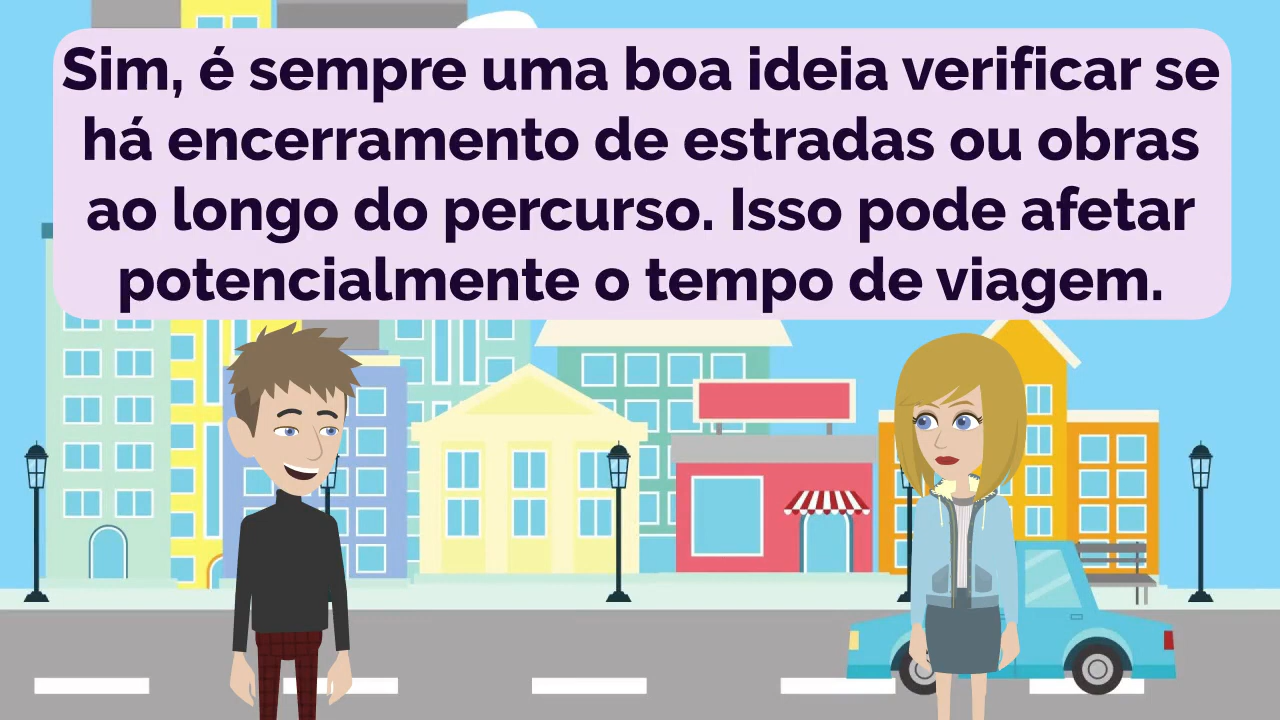 Sim, é sempre uma boa ideia verificar se
há encerramento de estradas ou obras
ao longo do percurso. Isso pode afetar
potencialmente o tempo de viagem.